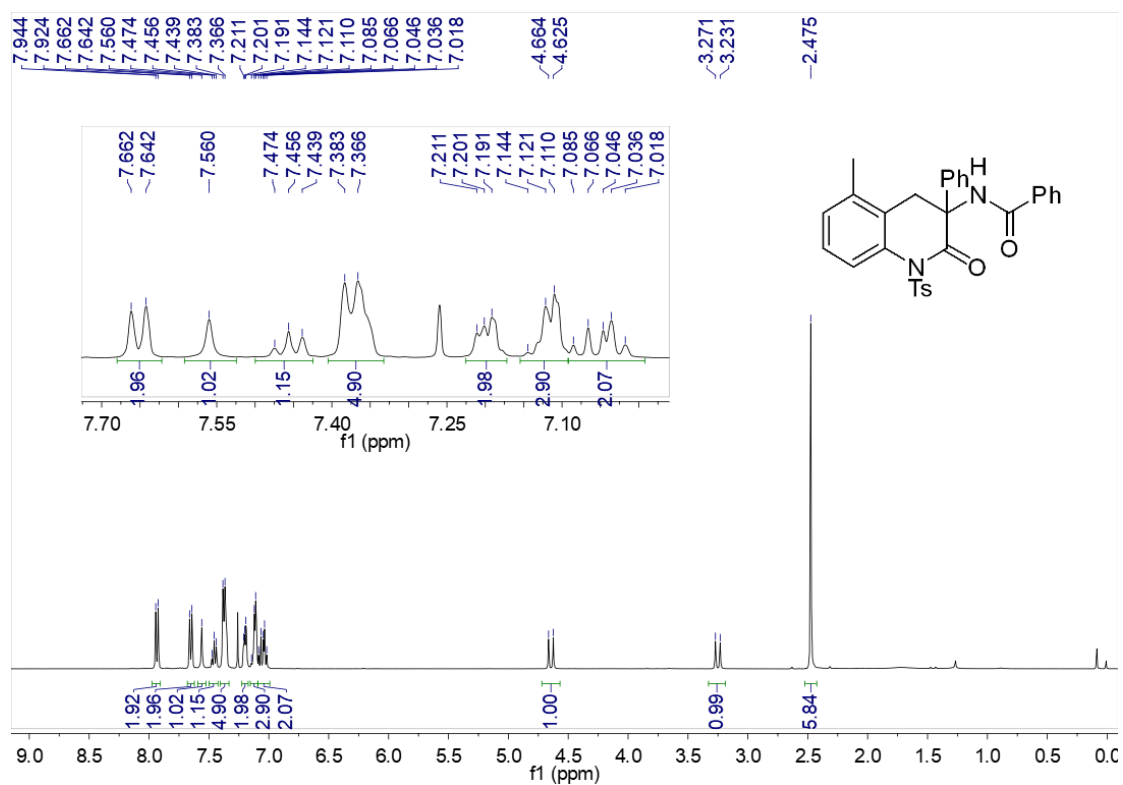 7.944 7.924 7.662 7.642 7.560 7.474 7.456 7.439 7.383 7.366 7.211 7.201 7.191 7.144 7.121 7.110 7.085 7.066 7.046 7.036 7.018 4.664 4.625 3.271 3.231 2.475
7.662 7.642 7.560 7.474 7.456 7.439 7.383 7.366 7.211 7.201 7.191 7.144 7.121 7.110 7.085 7.066 7.046 7.036 7.018
H
Ph N Ph
O
N O
Ts
1.96 1.02 1.15 4.90 1.98 2.90 2.07
7.70 7.55 7.40 7.25 7.10
f1 (ppm)
1.92 1.96 1.02 1.15 4.90 1.98 2.90 2.07 1.00 0.99 5.84
9.0 8.5 8.0 7.5 7.0 6.5 6.0 5.5 5.0 4.5 4.0 3.5 3.0 2.5 2.0 1.5 1.0 0.5 0.0
f1 (ppm)